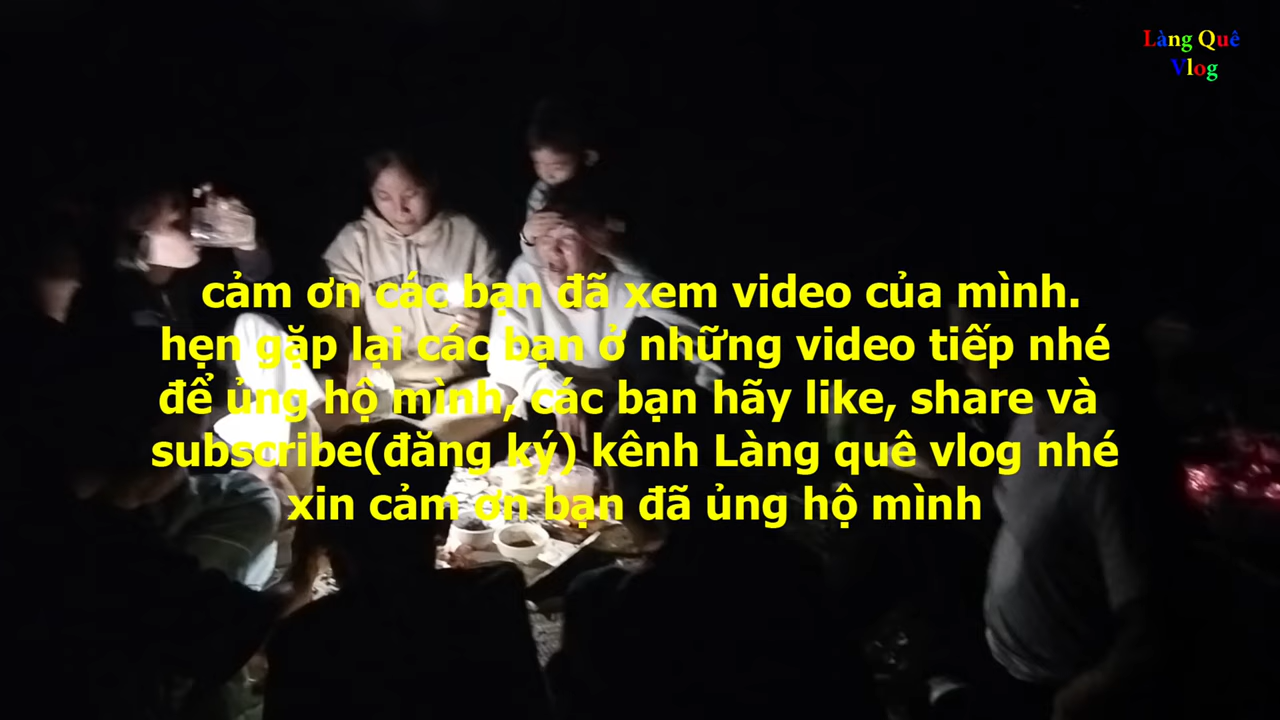 Làng Quê
Vlog
cảm ơn các bạn đã xem video của mình.
hẹn gặp lại các bạn ở những video tiếp nhé
để ủng hộ mình, các bạn hãy like, share và
subscribe(đăng ký) kênh Làng quê vlog nhé
xin cảm ơn bạn đã ủng hộ mình